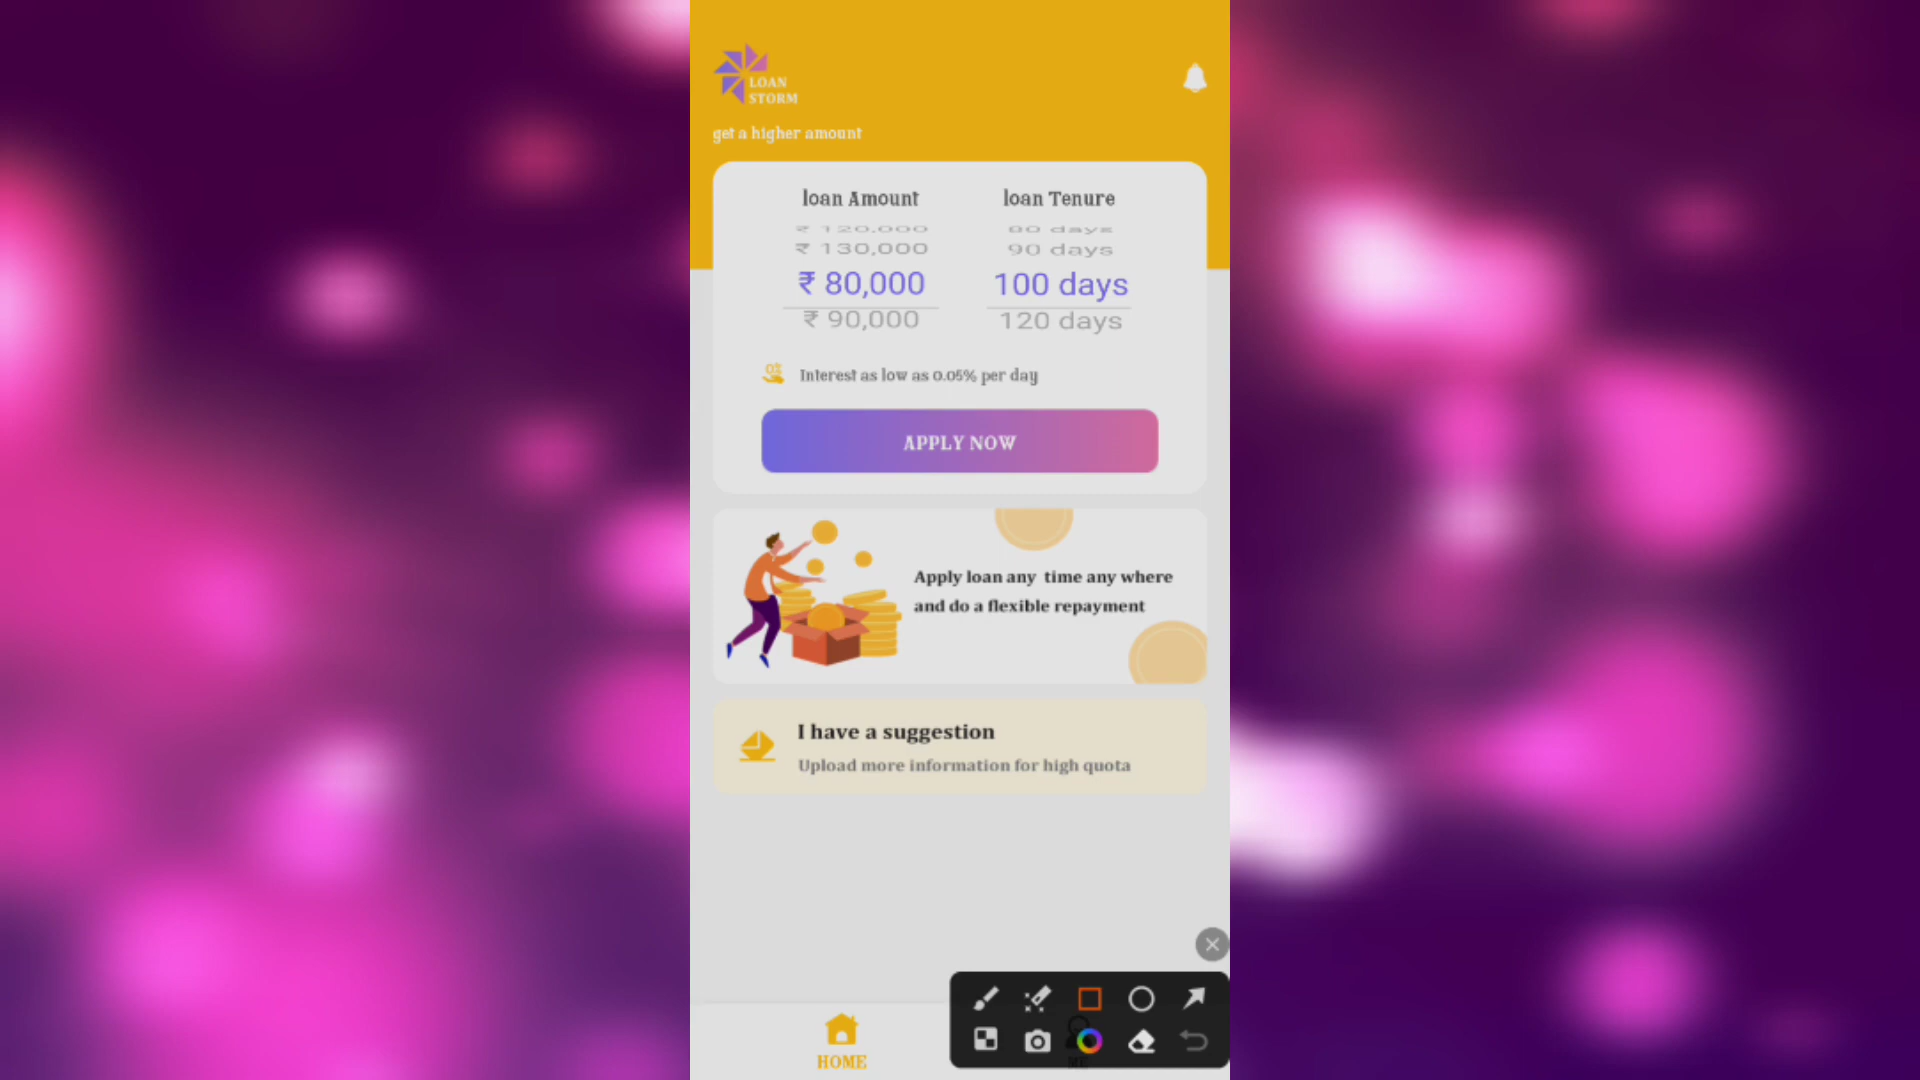 LOAN
STORM
get a higher amount
loan Amount
loan Tenure
₹ 120,000
80 days
₹ 130,000
90 days
₹ 80,000
100 days
₹ 90,000
120 days
0%
Interest as low as 0.05% per day
APPLY NOW
Apply loan any time any where
and do a flexible repayment
I have a suggestion
Upload more information for high quota
HOME
ME